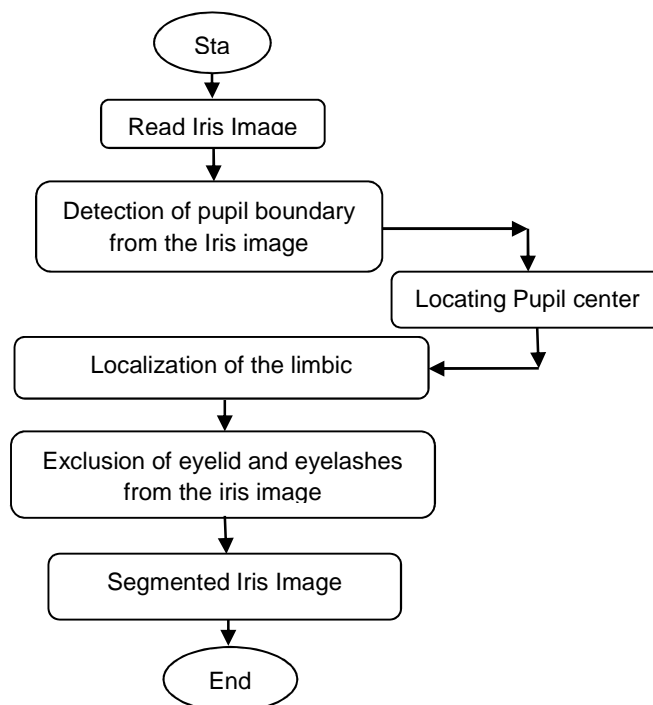 Sta
Read Iris Image
Detection of pupil boundary
from the Iris image
Locating Pupil center
Localization of the limbic
Exclusion of eyelid and eyelashes
from the iris image
Segmented Iris Image
End